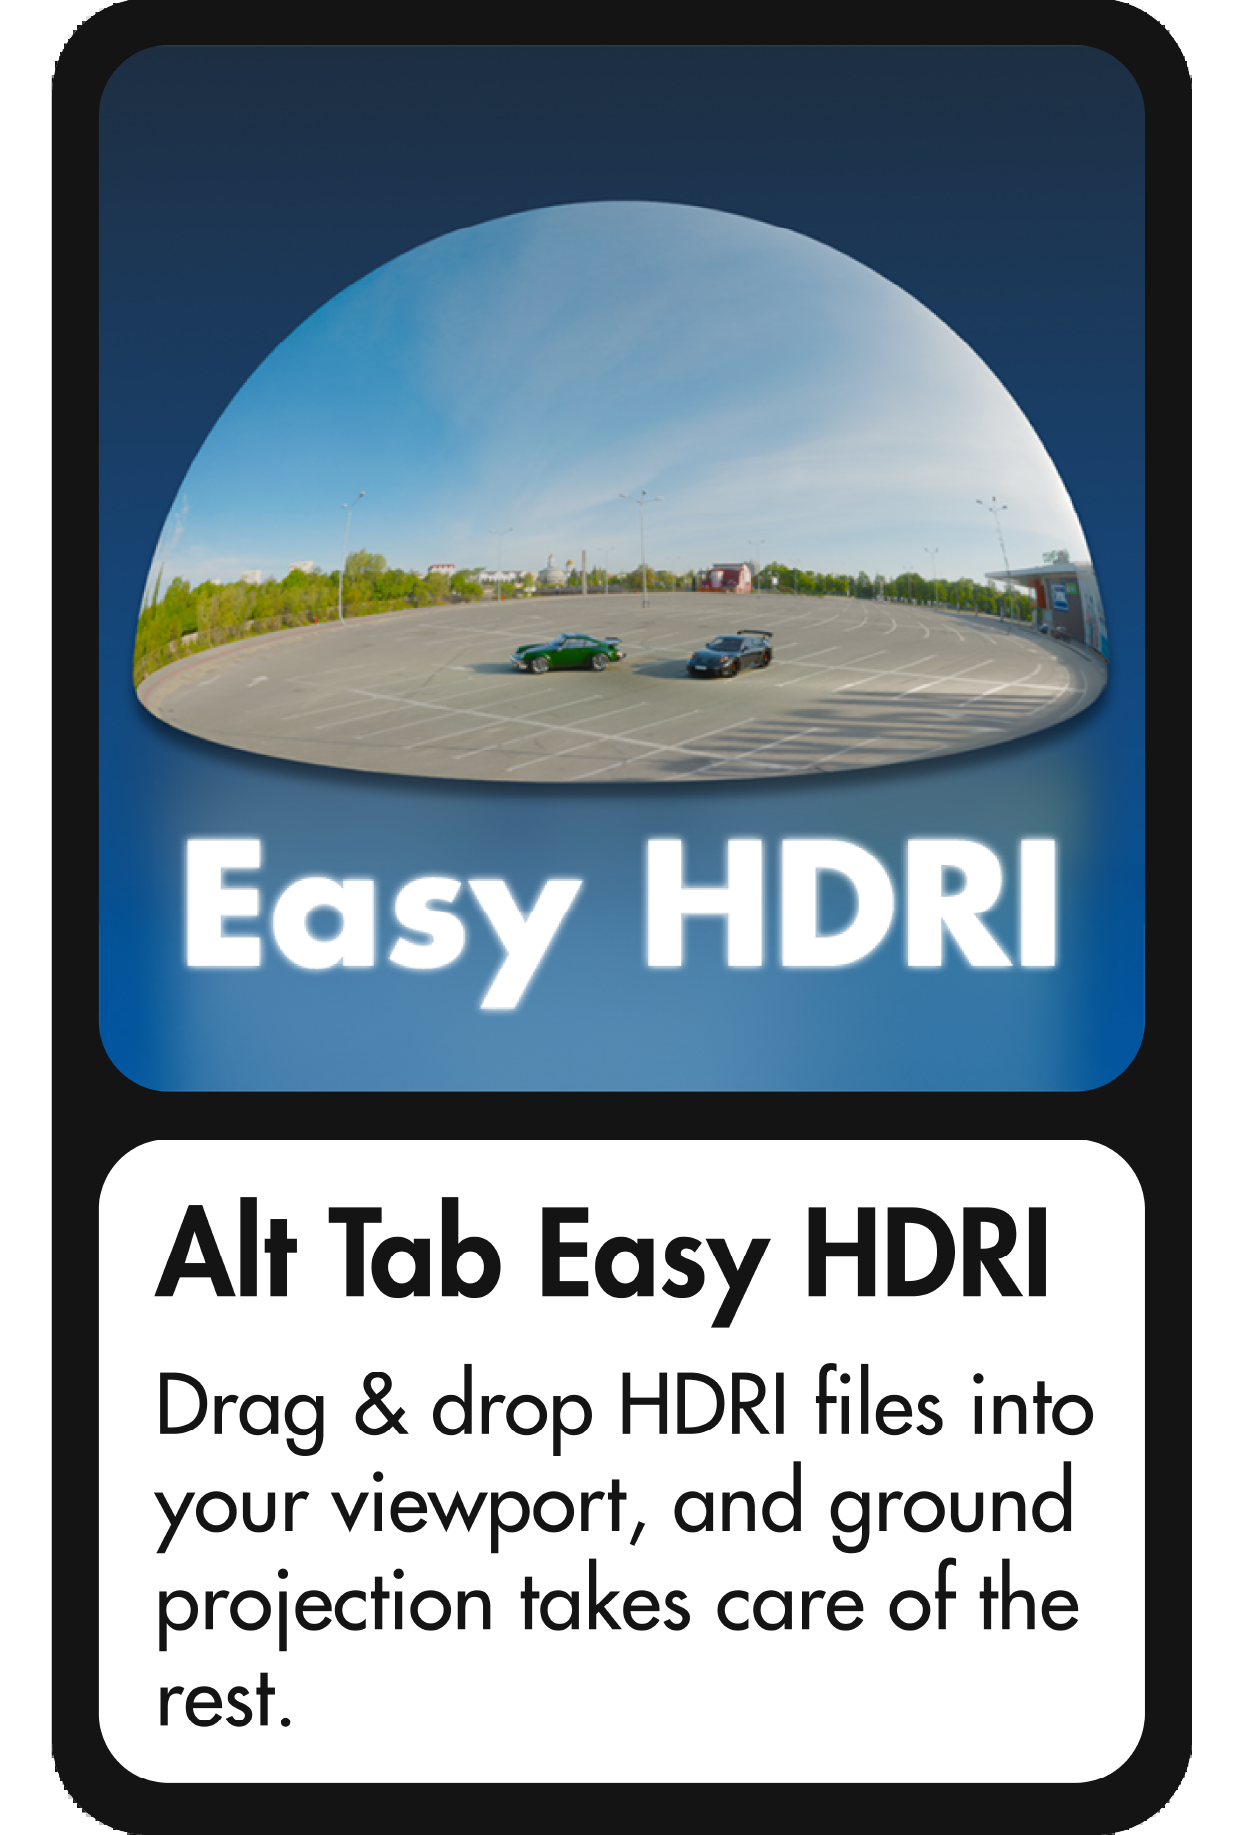 Easy HDRI
Alt Tab Easy HDRI
Drag & drop HDRI files into
your viewport, and ground
projection takes care of the
rest.